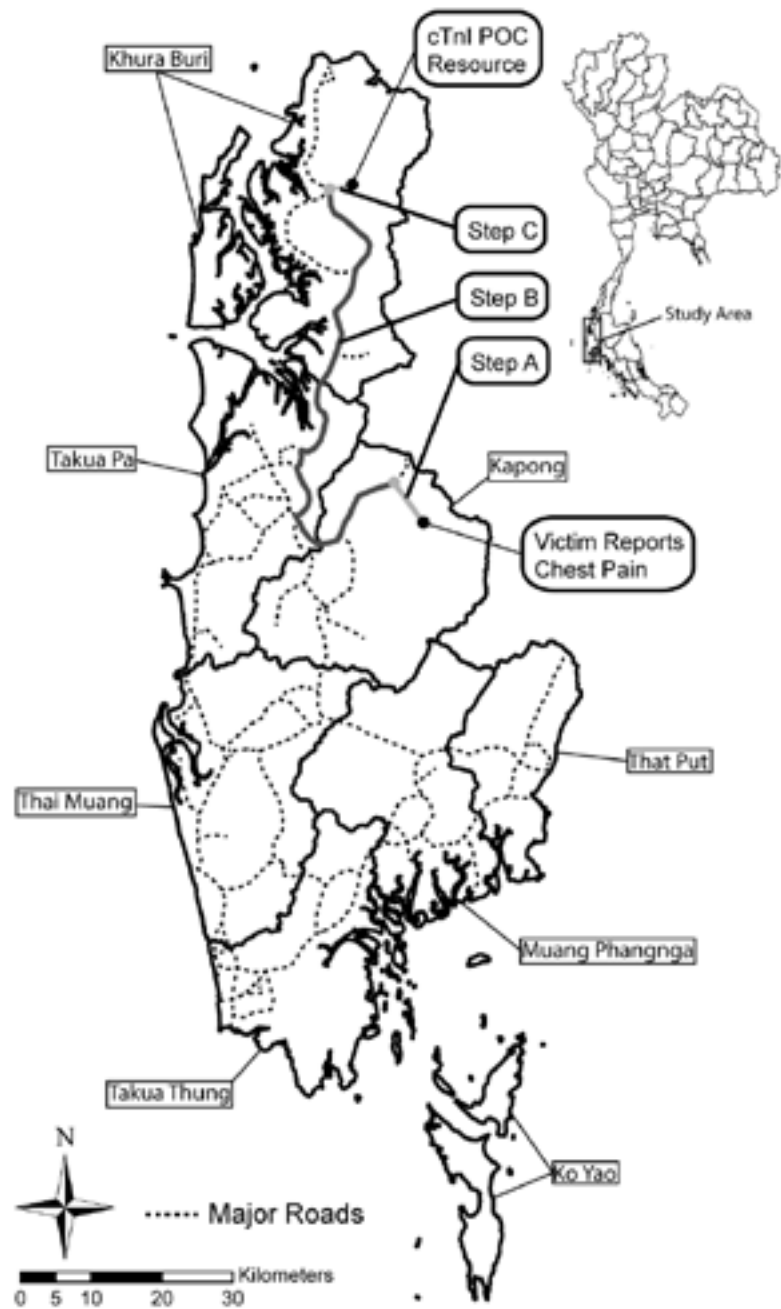 Khura Buri
cTnI POC
Resource
Step C
Step B
Step A
Study Area
Takua Pa
Kapong
Victim Reports
Chest Pain
That Put
Thai Muang
Muang Phangnga
Takua Thung
Ko Yao
N
Major Roads
Kilometers
0 5 10 20 30